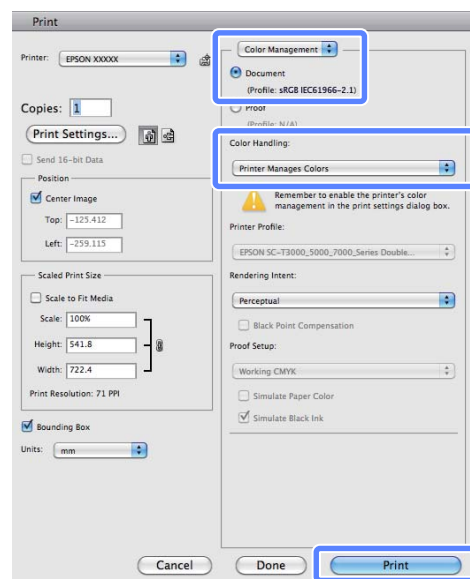 Print
Printer: EPSON XXXXX
Copies: 1
Print Settings...
Send 16-bit Data
Position
Center Image
Top: -125.412
Left: -259.115
Scaled Print Size
Scale to Fit Media
Scale: 100%
Height: 541.8
Width: 722.4
Print Resolution: 71 PPI
Bounding Box
Units: mm
Color Management
Document
(Profile: sRGB IEC61966-2.1)
Proof
(Profile: N/A)
Color Handling:
Printer Manages Colors
Remember to enable the printer's color
management in the print settings dialog box.
Printer Profile:
EPSON SC-T3000_5000_7000_Series Double...
Rendering Intent:
Perceptual
Black Point Compensation
Proof Setup:
Working CMYK
Simulate Paper Color
Simulate Black Ink
Cancel
Done
Print